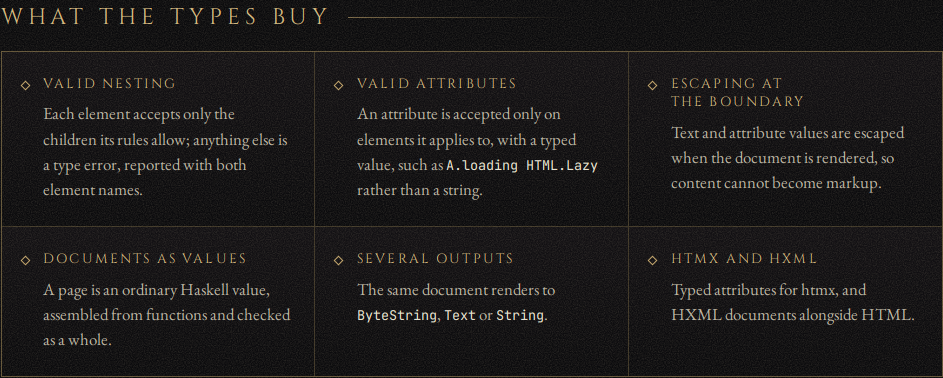 WHAT THE TYPES BUY
VALID NESTING
Each element accepts only the
children its rules allow; anything else is
a type error, reported with both
element names.
VALID ATTRIBUTES
An attribute is accepted only on
elements it applies to, with a typed
value, such as A.loading HTML.Lazy
rather than a string.
ESCAPING AT
THE BOUNDARY
Text and attribute values are escaped
when the document is rendered, so
content cannot become markup.
DOCUMENTS AS VALUES
A page is an ordinary Haskell value,
assembled from functions and checked
as a whole.
SEVERAL OUTPUTS
The same document renders to
ByteString, Text or String.
HTMX AND HXML
Typed attributes for htmx, and
HXML documents alongside HTML.